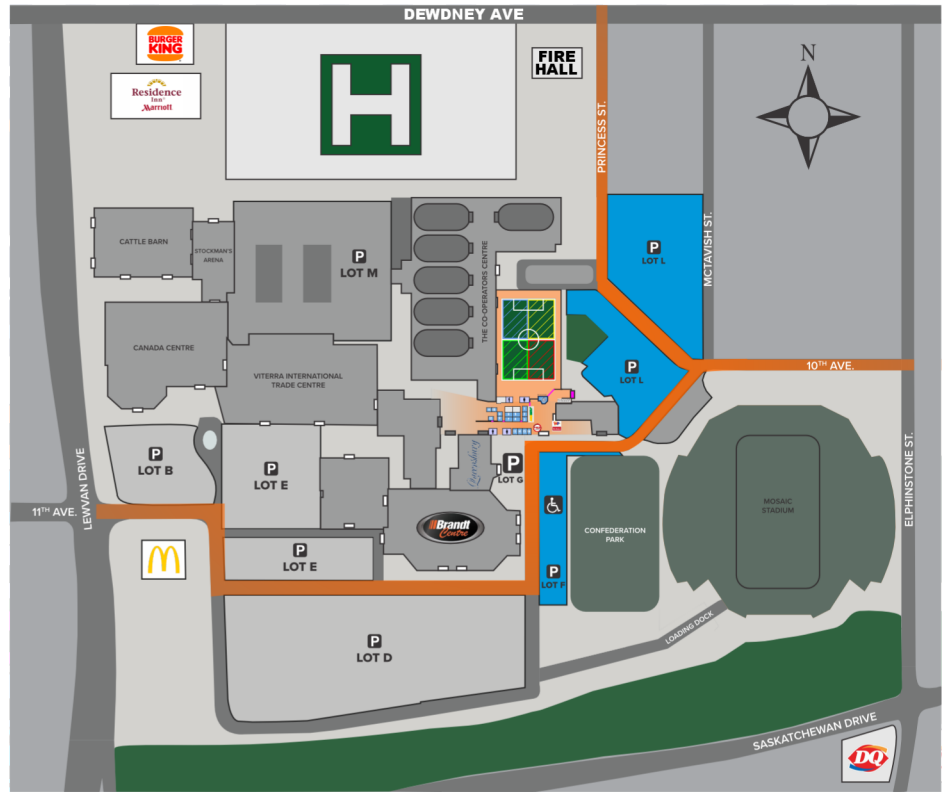 DEWDNEY AVE
BURGER
KING
FIRE
HALL
N
Residence
Inn
Marriott
H
PRINCESS ST.
MCTAVISH ST.
CATTLE BARN
STOCKMAN'S
ARENA
P
LOT M
THE CO-OPERATORS CENTRE
P
LOT L
CANADA CENTRE
VITERRA INTERNATIONAL
TRADE CENTRE
P
LOT L
10TH AVE.
P
LOT B
P
LOT E
Queensbury
P
LOT G
LEWVAN DRIVE
11TH AVE.
ELPHINSTONE ST.
MOSAIC
STADIUM
Brandt
Centre
CONFEDERATION
PARK
P
LOT E
P
LOT F
P
LOT D
LOADING DOCK
SASKATCHEWAN DRIVE
DQ